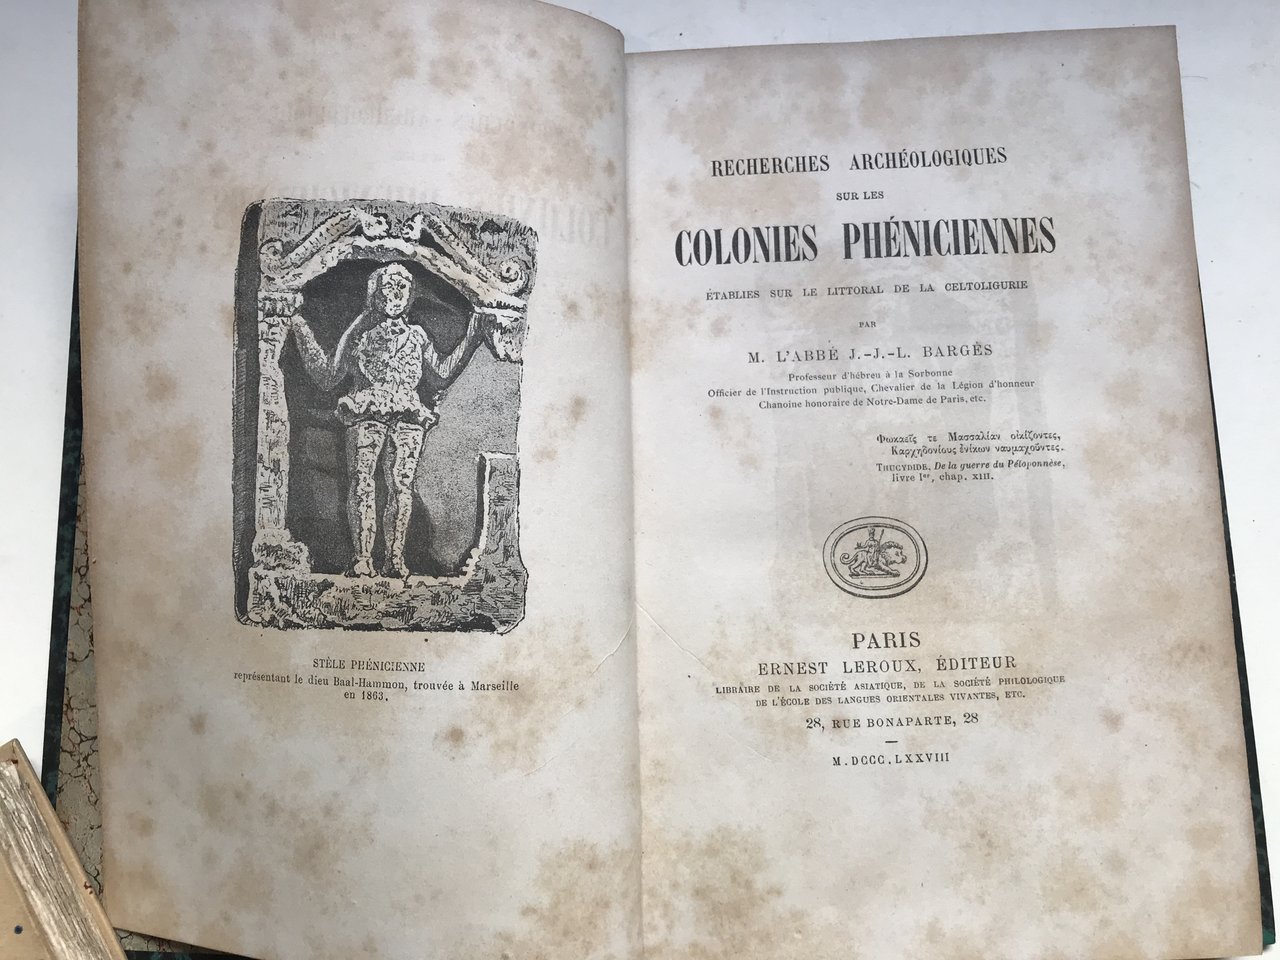 STÈLE PHÉNICIENNE
représentant le dieu Baal-Hammon, trouvée à Marseille
en 1863.
RECHERCHES ARCHÉOLOGIQUES
SUR LES
COLONIES PHÉNICIENNES
ÉTABLIES SUR LE LITTORAL DE LA CELTOLIGURIE
PAR
M. L'ABBÉ J.-J.-L. BARGÈS
Professeur d'hébreu à la Sorbonne
Officier de l'Instruction publique, Chevalier de la Légion d'honneur
Chanoine honoraire de Notre-Dame de Paris, etc.
Φωκαεῖς τε Μασσαλίαν οἰκίζοντες,
Καρχηδονίους ἐνίκων ναυμαχοῦντες.
THUCYDIDE, De la guerre du Péloponnèse,
livre Ier, chap. XIII.
PARIS
ERNEST LEROUX, ÉDITEUR
LIBRAIRE DE LA SOCIÉTÉ ASIATIQUE, DE LA SOCIÉTÉ PHILOLOGIQUE
DE L'ÉCOLE DES LANGUES ORIENTALES VIVANTES, ETC.
28, RUE BONAPARTE, 28
—
M.DCCC.LXXVIII